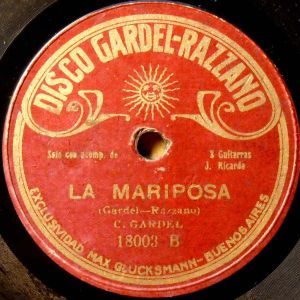 DISCO GARDEL-RAZZANO
Solo con acomp. de 3 Guitarras
J. Ricardo
LA MARIPOSA
(Gardel—Razzano)
C. GARDEL
18003 B
EXCLUSIVIDAD MAX GLÜCKSMANN-BUENOS AIRES